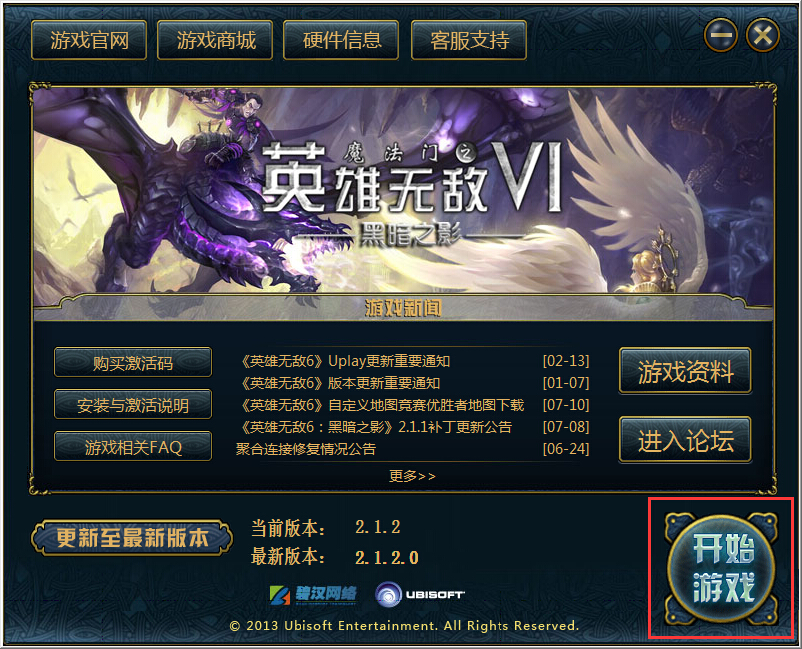 游戏官网 游戏商城 硬件信息 客服支持
魔法门之
英雄无敌VI
黑暗之影
游戏新闻
购买激活码
安装与激活说明
游戏相关FAQ
《英雄无敌6》Uplay更新重要通知 [02-13]
《英雄无敌6》版本更新重要通知 [01-07]
《英雄无敌6》自定义地图竞赛优胜者地图下载 [07-10]
《英雄无敌6：黑暗之影》2.1.1补丁更新公告 [07-08]
聚合连接修复情况公告 [06-24]
更多>>
游戏资料
进入论坛
更新至最新版本
当前版本： 2.1.2
最新版本： 2.1.2.0
开始
游戏
骏汉网络
UBISOFT
© 2013 Ubisoft Entertainment. All Rights Reserved.